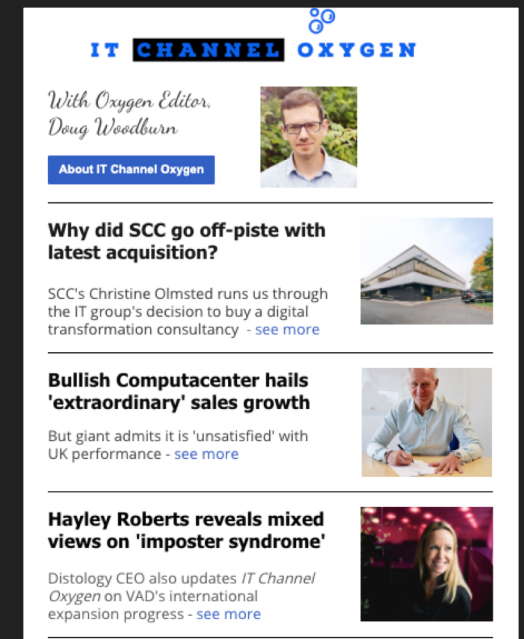 IT CHANNEL OXYGEN
With Oxygen Editor,
Doug Woodburn
About IT Channel Oxygen
Why did SCC go off-piste with
latest acquisition?
SCC's Christine Olmsted runs us through
the IT group's decision to buy a digital
transformation consultancy - see more
Bullish Computacenter hails
'extraordinary' sales growth
But giant admits it is 'unsatisfied' with
UK performance - see more
Hayley Roberts reveals mixed
views on 'imposter syndrome'
Distology CEO also updates IT Channel
Oxygen on VAD's international
expansion progress - see more